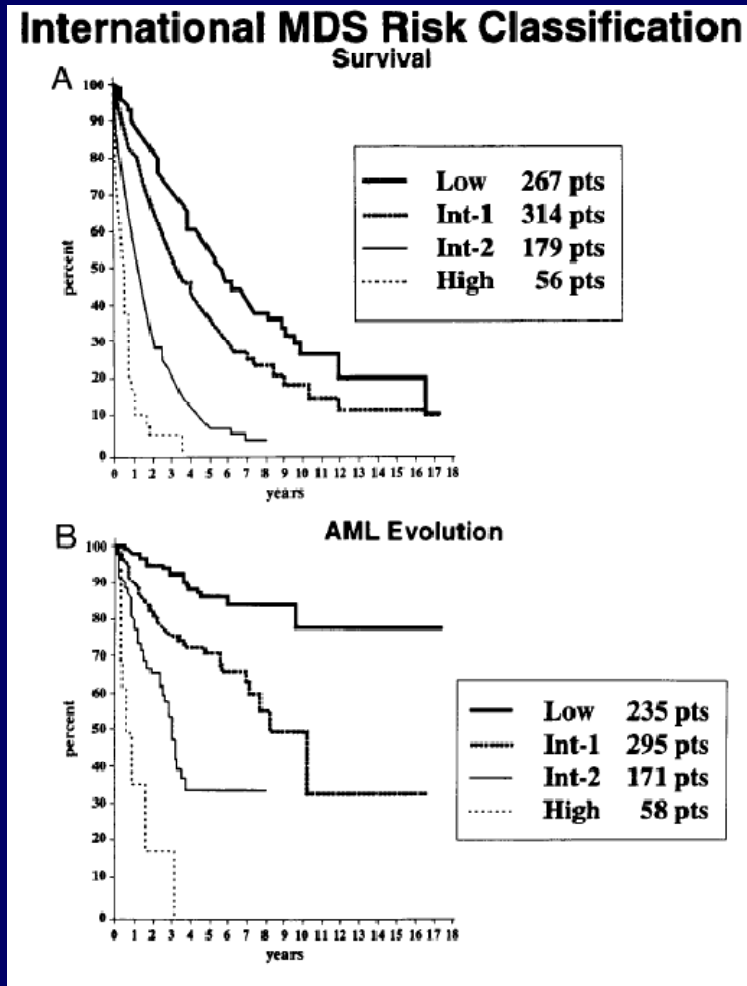 International MDS Risk Classification
Survival
A
100
90
80
70
60
50
40
30
20
10
0
percent
0 1 2 3 4 5 6 7 8 9 10 11 12 13 14 15 16 17 18
years
Low 267 pts
Int-1 314 pts
Int-2 179 pts
High 56 pts
B
AML Evolution
100
90
80
70
60
50
40
30
20
10
0
percent
0 1 2 3 4 5 6 7 8 9 10 11 12 13 14 15 16 17 18
years
Low 235 pts
Int-1 295 pts
Int-2 171 pts
High 58 pts